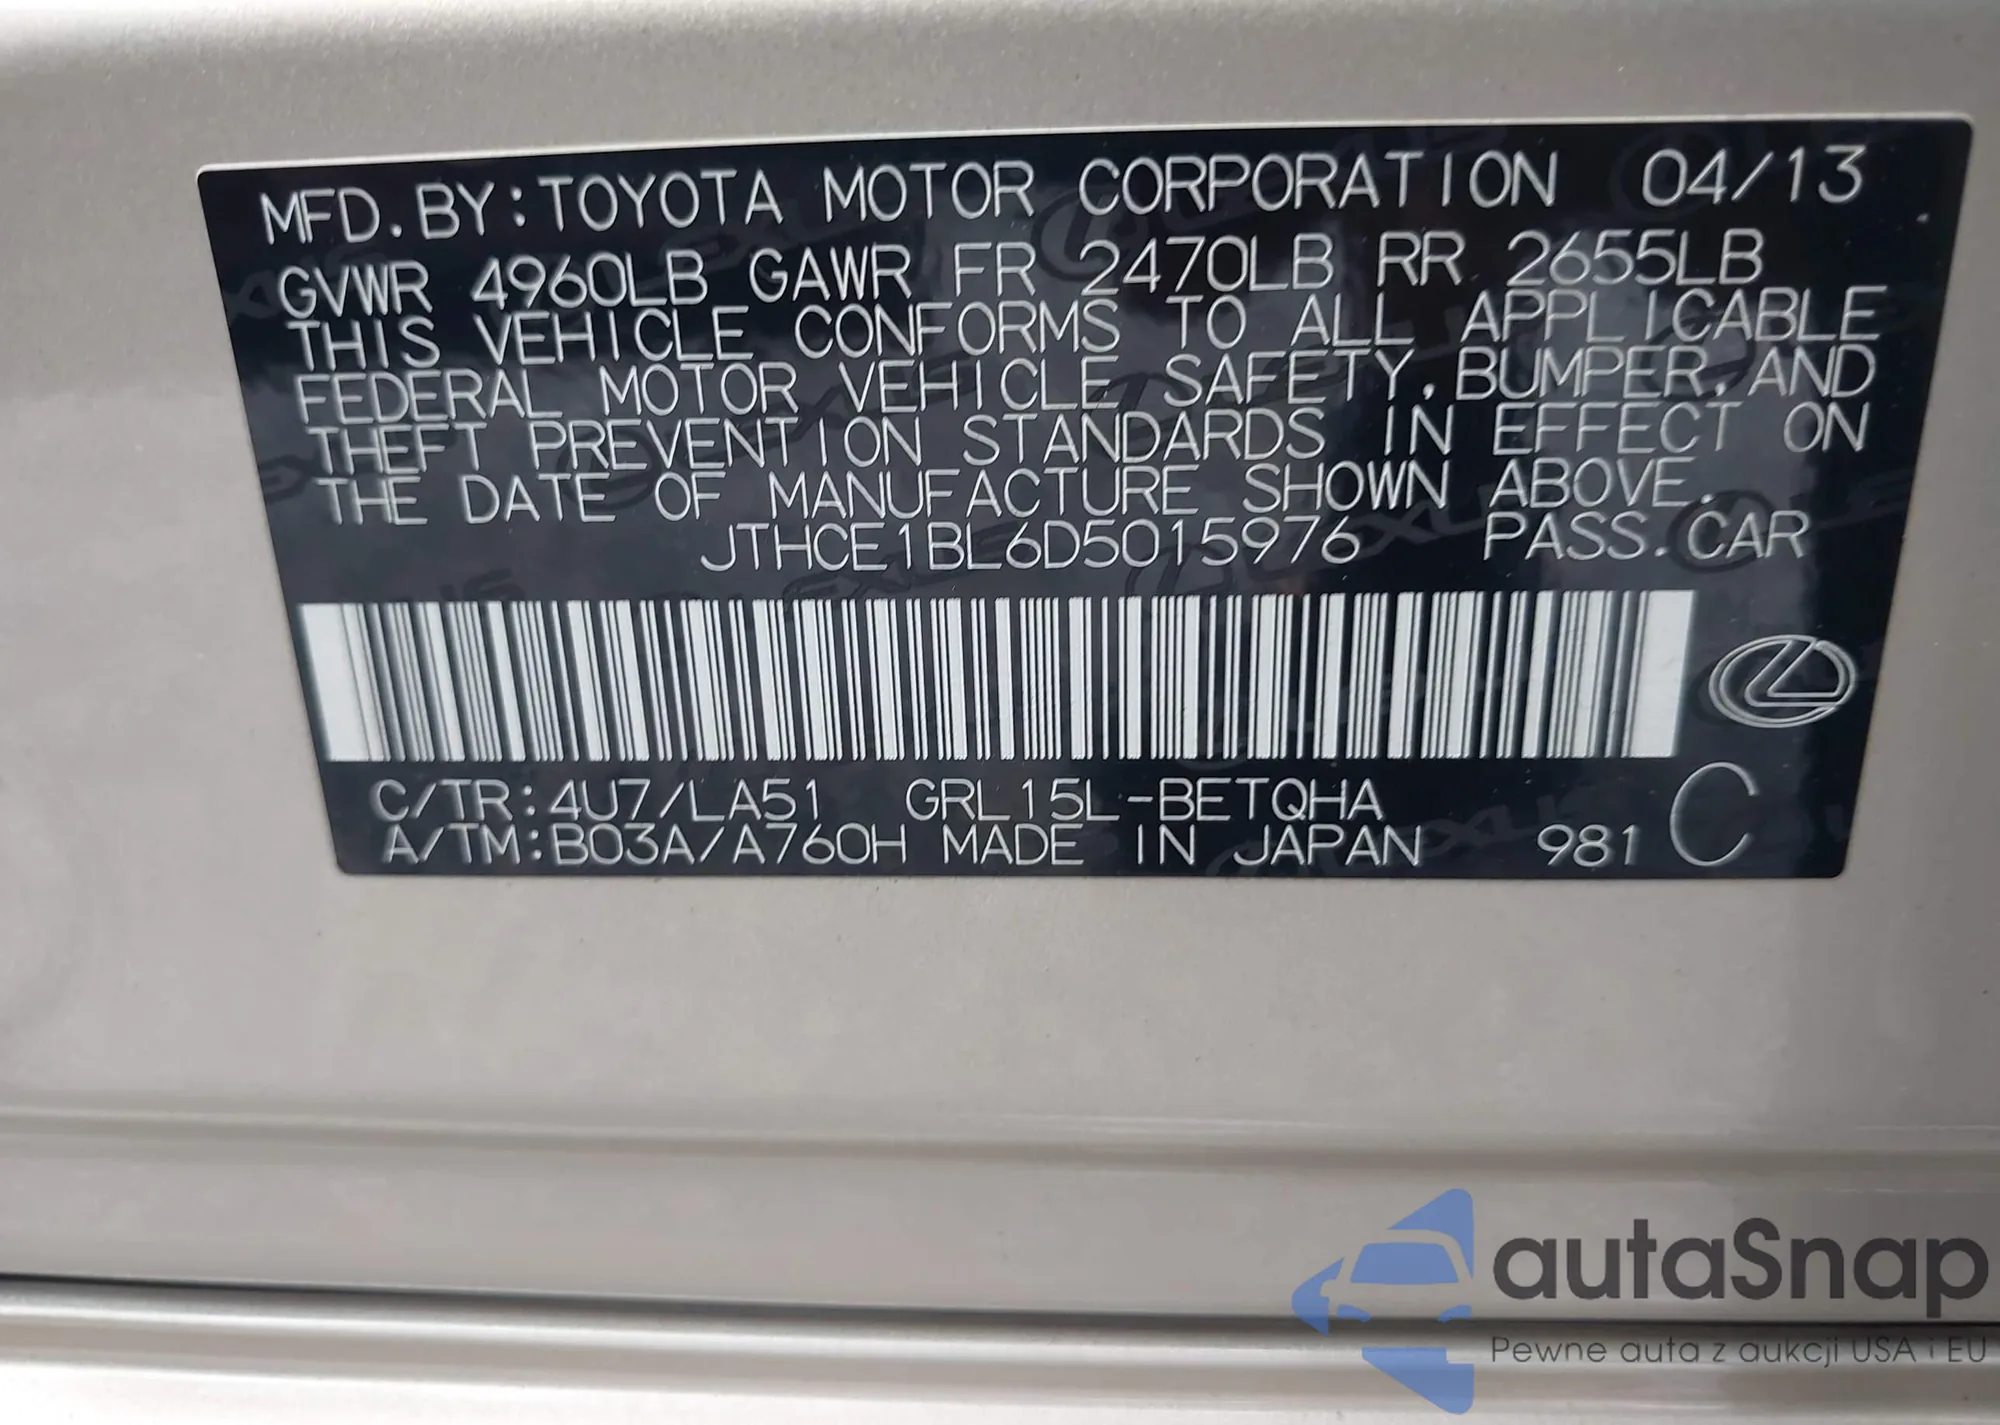 MFD. BY: TOYOTA MOTOR CORPORATION 04/13
GVWR 4960LB GAWR FR 2470LB RR 2655LB
THIS VEHICLE CONFORMS TO ALL APPLICABLE
FEDERAL MOTOR VEHICLE SAFETY, BUMPER, AND
THEFT PREVENTION STANDARDS IN EFFECT ON
THE DATE OF MANUFACTURE SHOWN ABOVE.
JTHCE1BL6D5015976 PASS. CAR
C/TR: 4U7/LA51 GRL15L-BETQHA
A/TM: B03A/A760H MADE IN JAPAN 981 C
autaSnap
Pewne auta z aukcji USA i EU